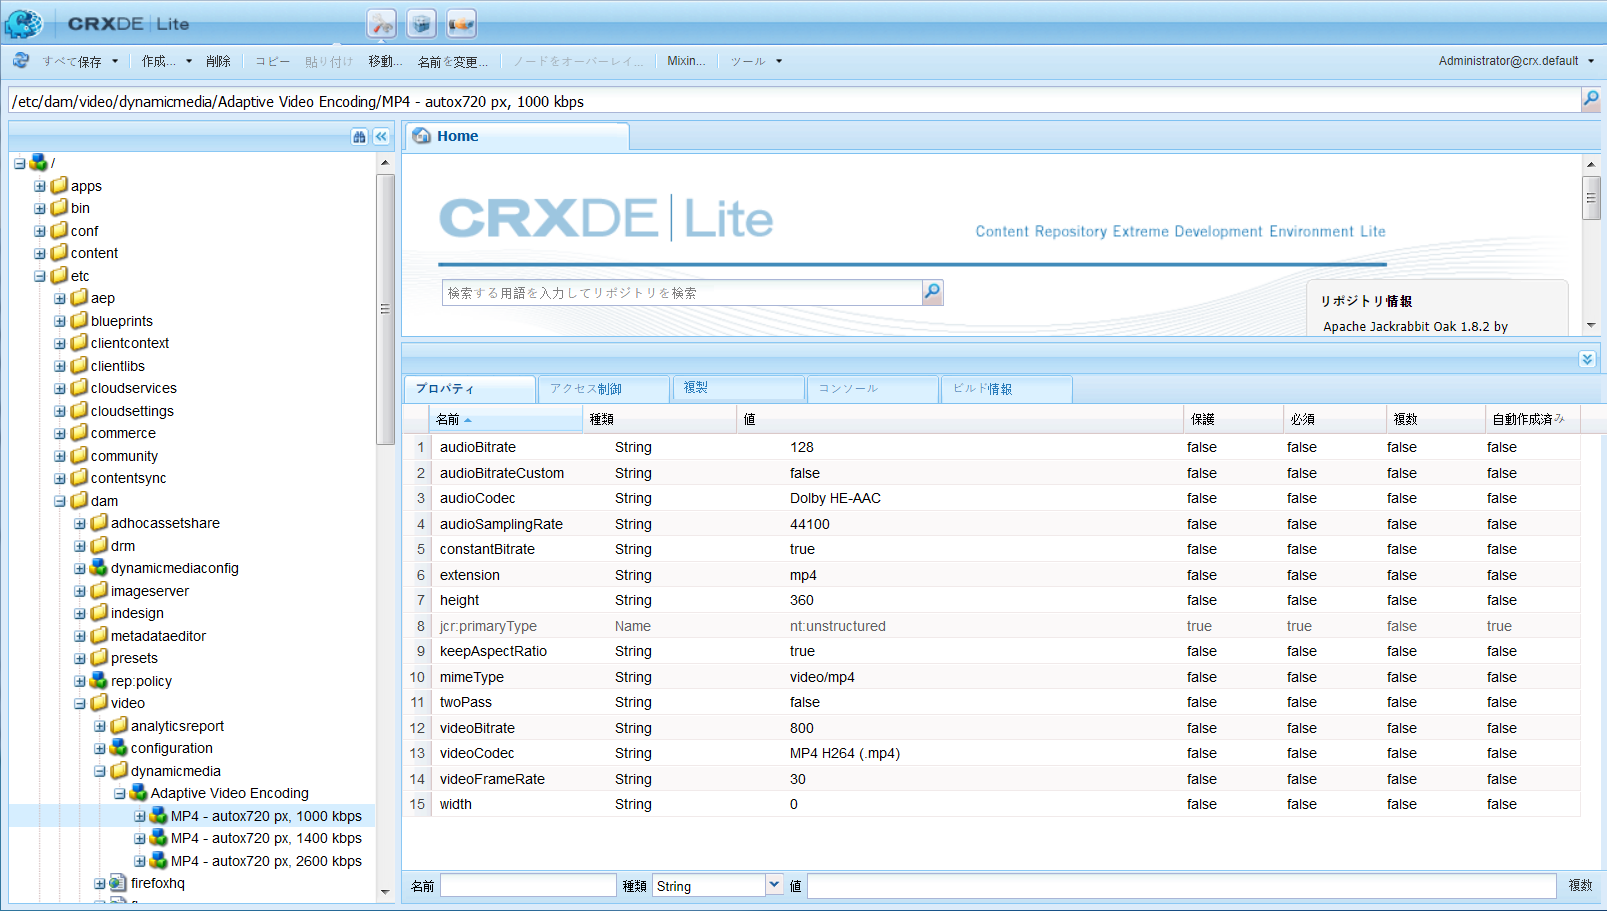 CRXDE | Lite
すべて保存 作成... 削除 コピー 貼り付け 移動... 名前を変更... ノードをオーバーレイ... Mixin... ツール Administrator@crx.default
/etc/dam/video/dynamicmedia/Adaptive Video Encoding/MP4 - autox720 px, 1000 kbps
/
apps
bin
conf
content
etc
aep
blueprints
clientcontext
clientlibs
cloudservices
cloudsettings
commerce
community
contentsync
dam
adhocassetshare
drm
dynamicmediaconfig
imageserver
indesign
metadataeditor
presets
rep:policy
video
analyticsreport
configuration
dynamicmedia
Adaptive Video Encoding
MP4 - autox720 px, 1000 kbps
MP4 - autox720 px, 1400 kbps
MP4 - autox720 px, 2600 kbps
firefoxhq
Home
CRXDE | Lite
Content Repository Extreme Development Environment Lite
検索する用語を入力してリポジトリを検索
リポジトリ情報
Apache Jackrabbit Oak 1.8.2 by
プロパティ アクセス制御 複製 コンソール ビルド情報
名前 種類 値 保護 必須 複数 自動作成済み
1 audioBitrate String 128 false false false false
2 audioBitrateCustom String false false false false false
3 audioCodec String Dolby HE-AAC false false false false
4 audioSamplingRate String 44100 false false false false
5 constantBitrate String true false false false false
6 extension String mp4 false false false false
7 height String 360 false false false false
8 jcr:primaryType Name nt:unstructured true true false true
9 keepAspectRatio String true false false false false
10 mimeType String video/mp4 false false false false
11 twoPass String false false false false false
12 videoBitrate String 800 false false false false
13 videoCodec String MP4 H264 (.mp4) false false false false
14 videoFrameRate String 30 false false false false
15 width String 0 false false false false
名前 種類 String 値 複数